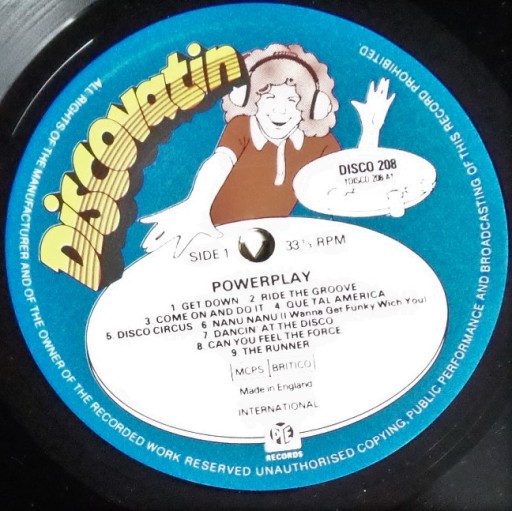 Discovatin
ALL RIGHTS OF THE MANUFACTURER AND OF THE OWNER OF THE RECORDED WORK RESERVED UNAUTHORISED COPYING, PUBLIC PERFORMANCE AND BROADCASTING OF THIS RECORD PROHIBITED.
DISCO 208
SIDE 1 33⅓ RPM
POWERPLAY
1 GET DOWN 2 RIDE THE GROOVE
3 COME ON AND DO IT 4 QUE TAL AMERICA
5. DISCO CIRCUS 6 NANU NANU (I Wanna Get Funky Wich You)
7 DANCIN' AT THE DISCO
8 CAN YOU FEEL THE FORCE
9 THE RUNNER
MCPS BRITICO
Made in England
INTERNATIONAL
PYE
RECORDS